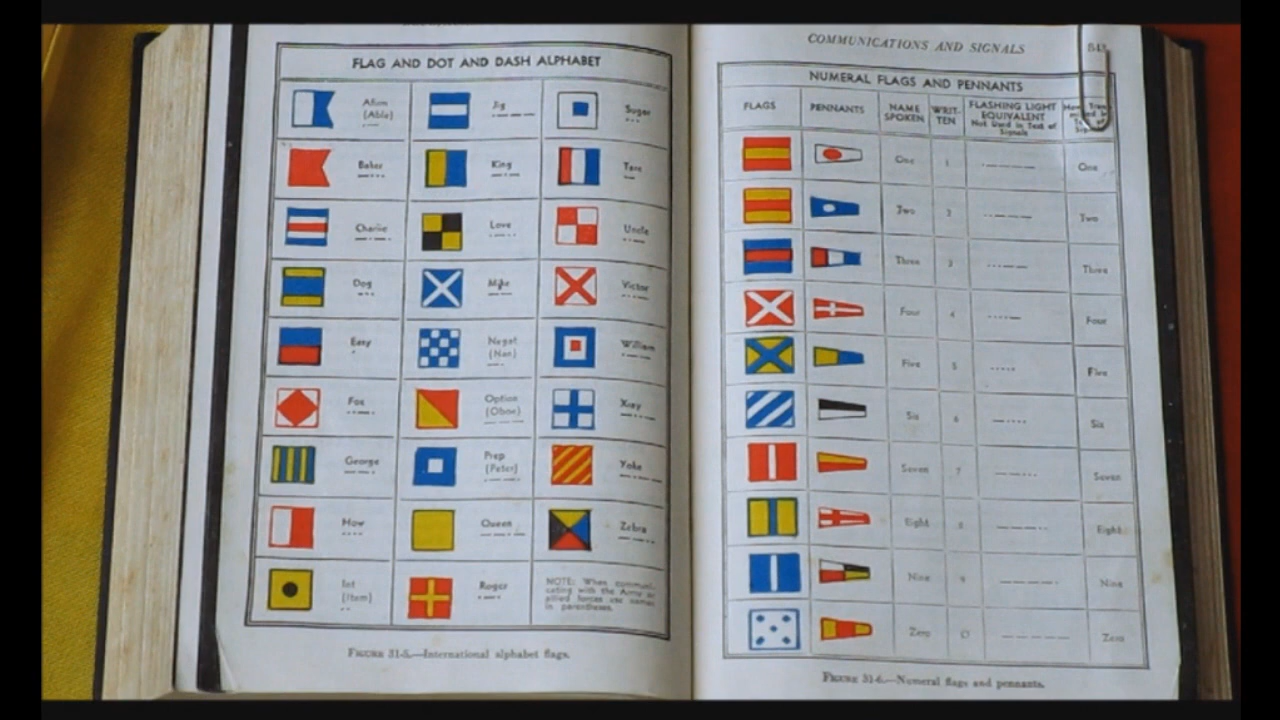 FLAG AND DOT AND DASH ALPHABET
Afirm Jig Sugar
(Able)
Baker King Tare
Charlie Love Uncle
Dog Mike Victor
Easy Negat William
(Nan)
Fox Option Xray
(Oboe)
George Prep Yoke
(Peter)
How Queen Zebra
Int Roger
(Item)
NOTE: When communi-
cating with the Army or
allied forces use names
in parentheses.
FIGURE 31-5.—International alphabet flags.
COMMUNICATIONS AND SIGNALS
NUMERAL FLAGS AND PENNANTS
FLAGS PENNANTS NAME SPOKEN WRIT-TEN FLASHING LIGHT EQUIVALENT
Not Used in Text of
Signals
One 1 One
Two 2 Two
Three 3 Three
Four 4 Four
Five 5 Five
Six 6 Six
Seven 7 Seven
Eight 8 Eight
Nine 9 Nine
Zero Zero
FIGURE 31-6.—Numeral flags and pennants.